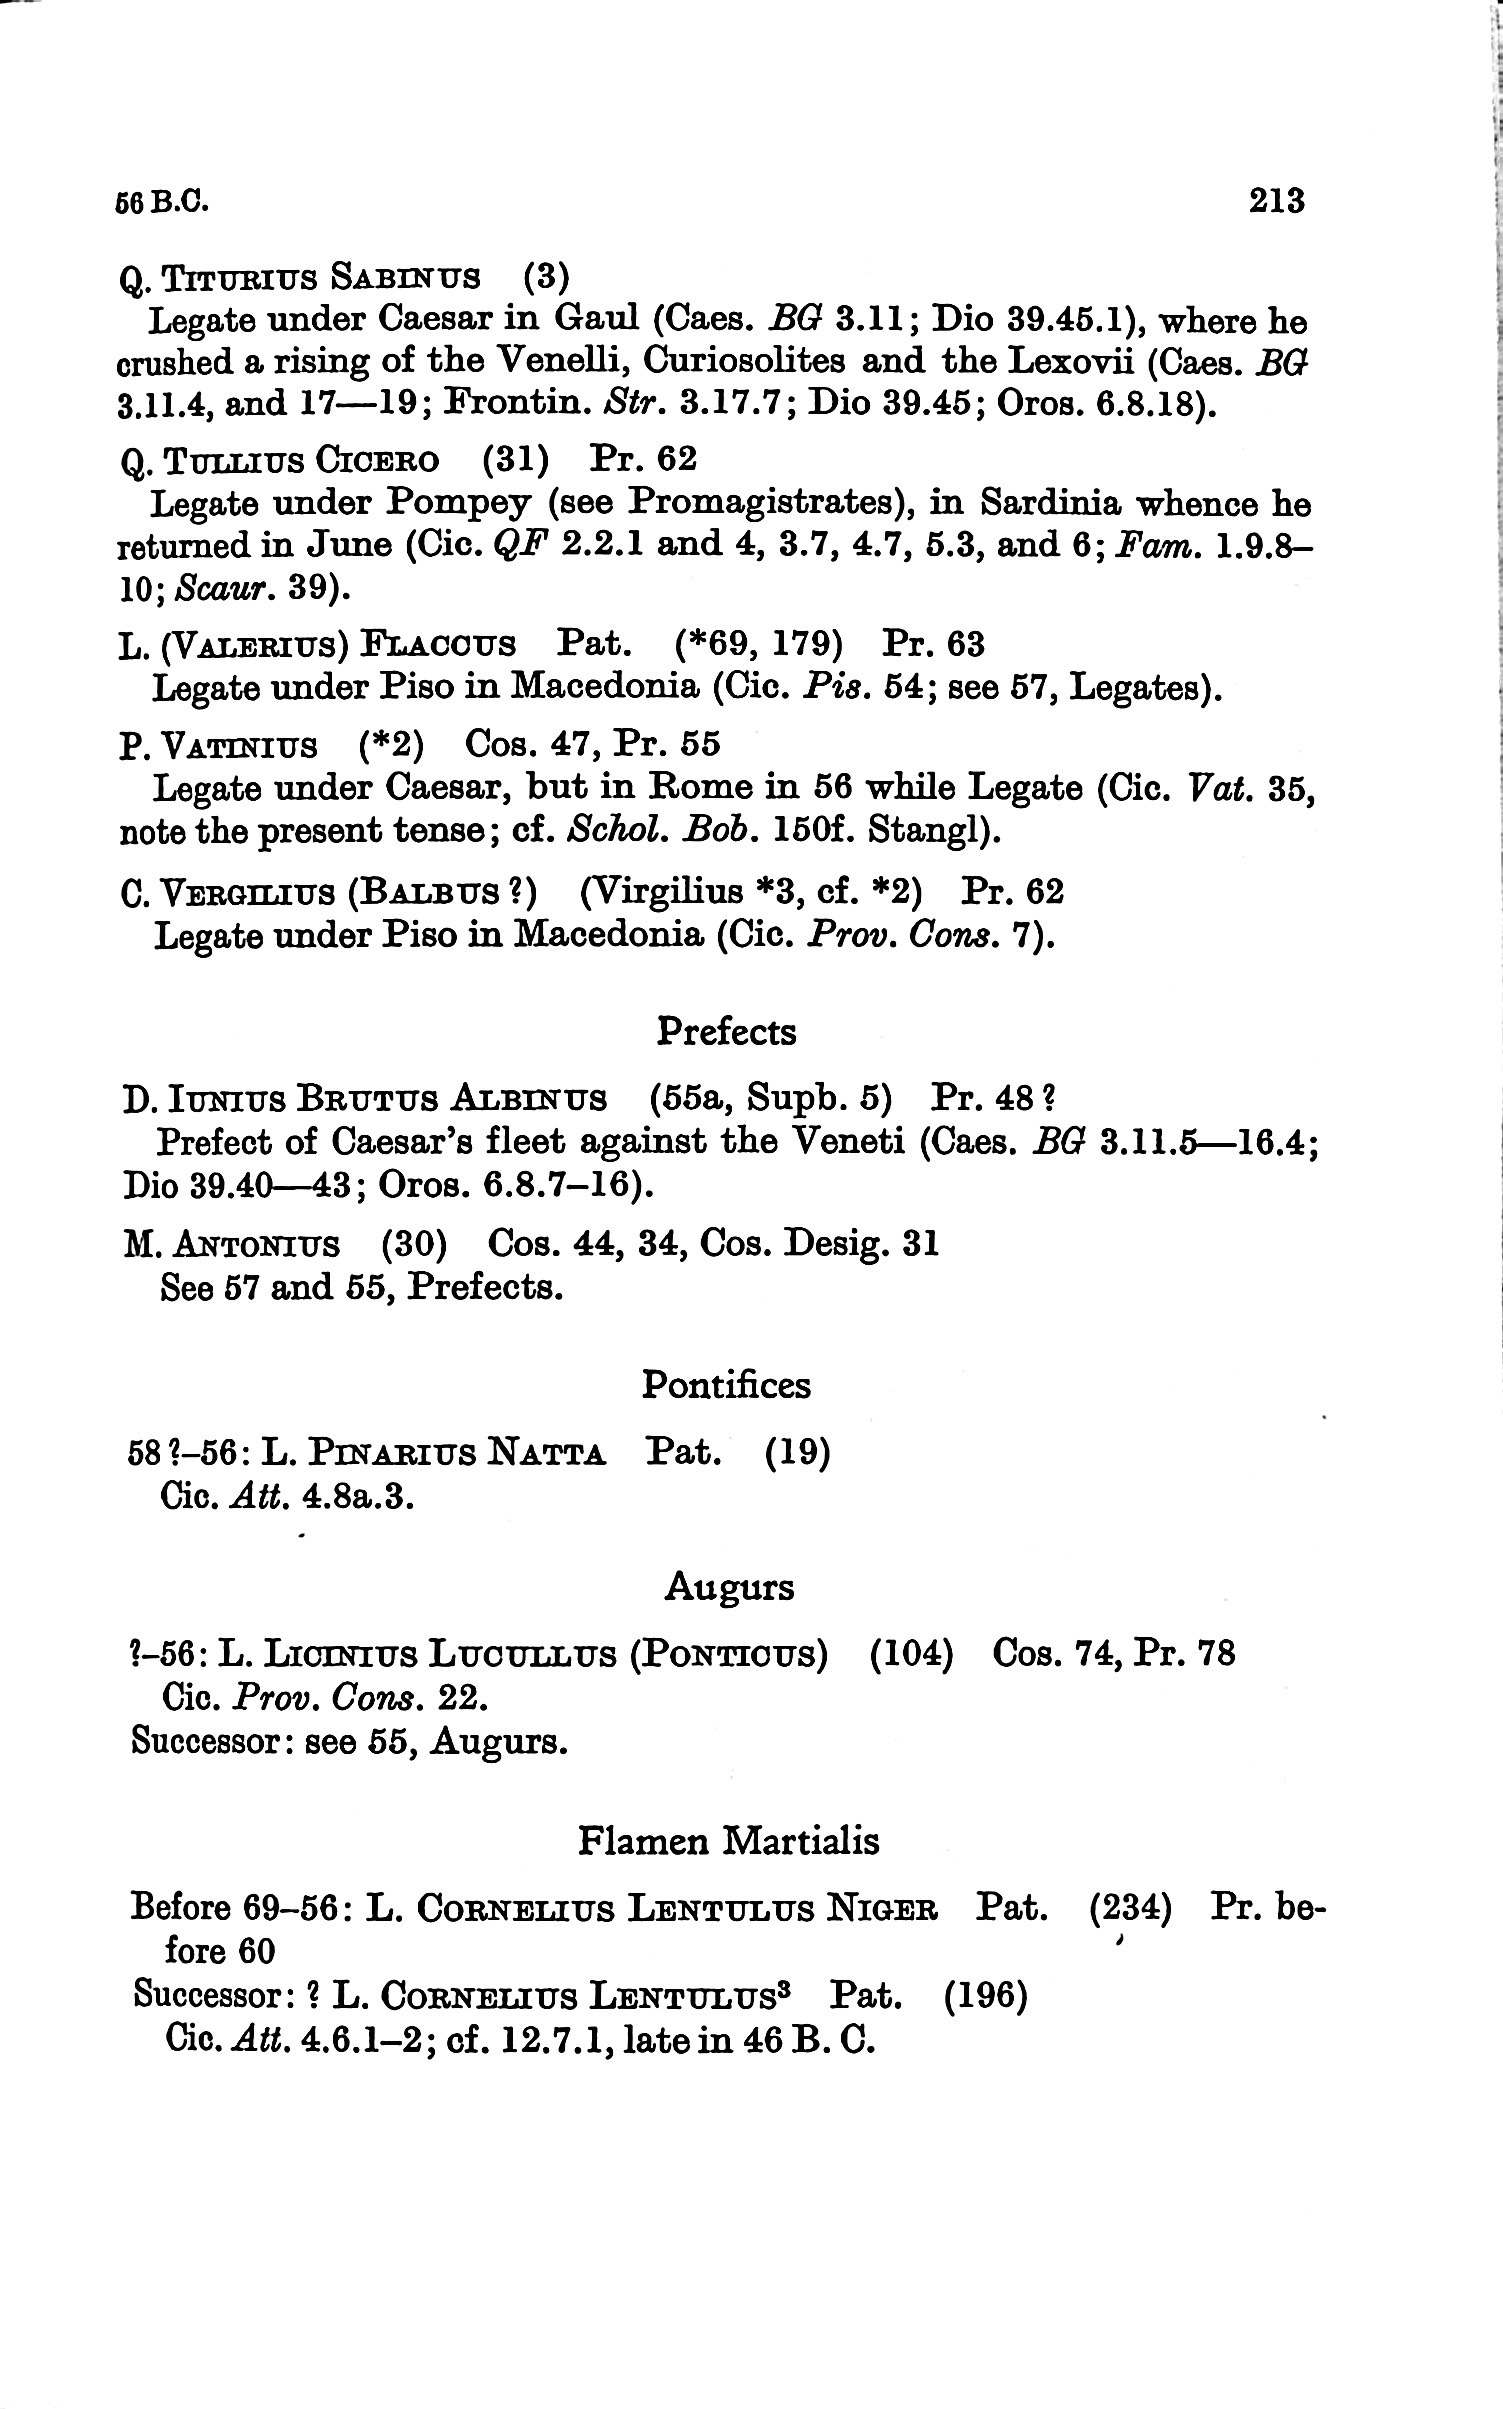 56 B.C. 213
Q. TITURIUS SABINUS (3)
Legate under Caesar in Gaul (Caes. BG 3.11; Dio 39.45.1), where he
crushed a rising of the Venelli, Curiosolites and the Lexovii (Caes. BG
3.11.4, and 17—19; Frontin. Str. 3.17.7; Dio 39.45; Oros. 6.8.18).
Q. TULLIUS CICERO (31) Pr. 62
Legate under Pompey (see Promagistrates), in Sardinia whence he
returned in June (Cic. QF 2.2.1 and 4, 3.7, 4.7, 5.3, and 6; Fam. 1.9.8–
10; Scaur. 39).
L. (VALERIUS) FLACCUS Pat. (*69, 179) Pr. 63
Legate under Piso in Macedonia (Cic. Pis. 54; see 57, Legates).
P. VATINIUS (*2) Cos. 47, Pr. 55
Legate under Caesar, but in Rome in 56 while Legate (Cic. Vat. 35,
note the present tense; cf. Schol. Bob. 150f. Stangl).
C. VERGILIUS (BALBUS ?) (Virgilius *3, cf. *2) Pr. 62
Legate under Piso in Macedonia (Cic. Prov. Cons. 7).
Prefects
D. IUNIUS BRUTUS ALBINUS (55a, Supb. 5) Pr. 48 ?
Prefect of Caesar's fleet against the Veneti (Caes. BG 3.11.5—16.4;
Dio 39.40—43; Oros. 6.8.7–16).
M. ANTONIUS (30) Cos. 44, 34, Cos. Desig. 31
See 57 and 55, Prefects.
Pontifices
58 ?–56: L. PINARIUS NATTA Pat. (19)
Cic. Att. 4.8a.3.
Augurs
?–56: L. LICINIUS LUCULLUS (PONTICUS) (104) Cos. 74, Pr. 78
Cic. Prov. Cons. 22.
Successor: see 55, Augurs.
Flamen Martialis
Before 69–56: L. CORNELIUS LENTULUS NIGER Pat. (234) Pr. be-
fore 60
Successor: ? L. CORNELIUS LENTULUS³ Pat. (196)
Cic. Att. 4.6.1–2; cf. 12.7.1, late in 46 B. C.